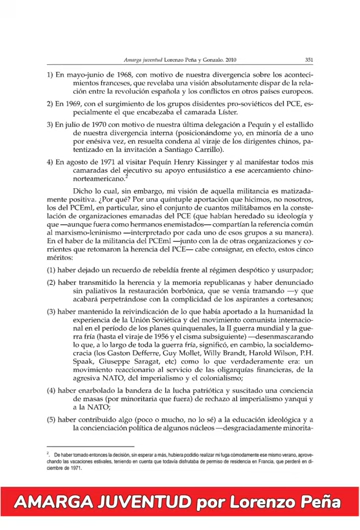 Amarga juventud Lorenzo Peña y Gonzalo. 2010 351
1) En mayo-junio de 1968, con motivo de nuestra divergencia sobre los aconteci-
mientos franceses, que revelaba una visión absolutamente dispar de la rela-
ción entre la revolución española y los conflictos en otros países europeos.
2) En 1969, con el surgimiento de los grupos disidentes pro-soviéticos del PCE, es-
pecialmente el que encabezaba el camarada Líster.
3) En julio de 1970 con motivo de nuestra última delegación a Pequín y el estallido
de nuestra divergencia interna (posicionándome yo, en minoría de a uno
por enésiva vez, en resuelta condena al viraje de los dirigentes chinos, pa-
tentizado en la invitación a Santiago Carrillo).
4) En agosto de 1971 al visitar Pequín Henry Kissinger y al manifestar todos mis
camaradas del ejecutivo su apoyo entusiástico a ese acercamiento chino-
norteamericano.2
Dicho lo cual, sin embargo, mi visión de aquella militancia es matizada-
mente positiva. ¿Por qué? Por una quíntuple aportación que hicimos, no nosotros,
los del PCEml, en particular, sino el conjunto de cuantos militábamos en la conste-
lación de organizaciones emanadas del PCE (que habían heredado su ideología y
que —aunque fuera como hermanos enemistados— compartían la referencia común
al marxismo-leninismo —interpretado por cada uno de esos grupos a su manera).
En el haber de la militancia del PCEml —junto con la de otras organizaciones y co-
rrientes que retomaron la herencia del PCE— cabe consignar, en efecto, estos cinco
méritos:
(1) haber dejado un recuerdo de rebeldía frente al régimen despótico y usurpador;
(2) haber transmitido la herencia y la memoria republicanas y haber denunciado
sin paliativos la restauración borbónica, que se venía tramando —y que
acabará perpetrándose con la complicidad de los aspirantes a cortesanos;
(3) haber mantenido la reivindicación de lo que había aportado a la humanidad la
experiencia de la Unión Soviética y del movimiento comunista internacio-
nal en el período de los planes quinquenales, la II guerra mundial y la gue-
rra fría (hasta el viraje de 1956 y el cisma subsiguiente) —desenmascarando
lo que, a lo largo de toda la guerra fría, significó, en cambio, la socialdemo-
cracia (los Gaston Defferre, Guy Mollet, Willy Brandt, Harold Wilson, P.H.
Spaak, Giuseppe Saragat, etc) como lo que verdaderamente era: un
movimiento reaccionario al servicio de las oligarquías financieras, de la
agresiva NATO, del imperialismo y el colonialismo;
(4) haber enarbolado la bandera de la lucha patriótica y suscitado una conciencia
de masas (por minoritaria que fuera) de rechazo al imperialismo yanqui y
a la NATO;
(5) haber contribuido algo (poco o mucho, no lo sé) a la educación ideológica y a
la concienciación política de algunos núcleos —desgraciadamente minorita-
2. De haber tomado entonces la decisión, sin esperar a más, hubiera podido realizar mi fuga cómodamente ese mismo verano, aprove-
chando las vacaciones estivales, teniendo en cuenta que todavía disfrutaba de permiso de residencia en Francia, que perderé en di-
ciembre de 1971.
AMARGA JUVENTUD por Lorenzo Peña